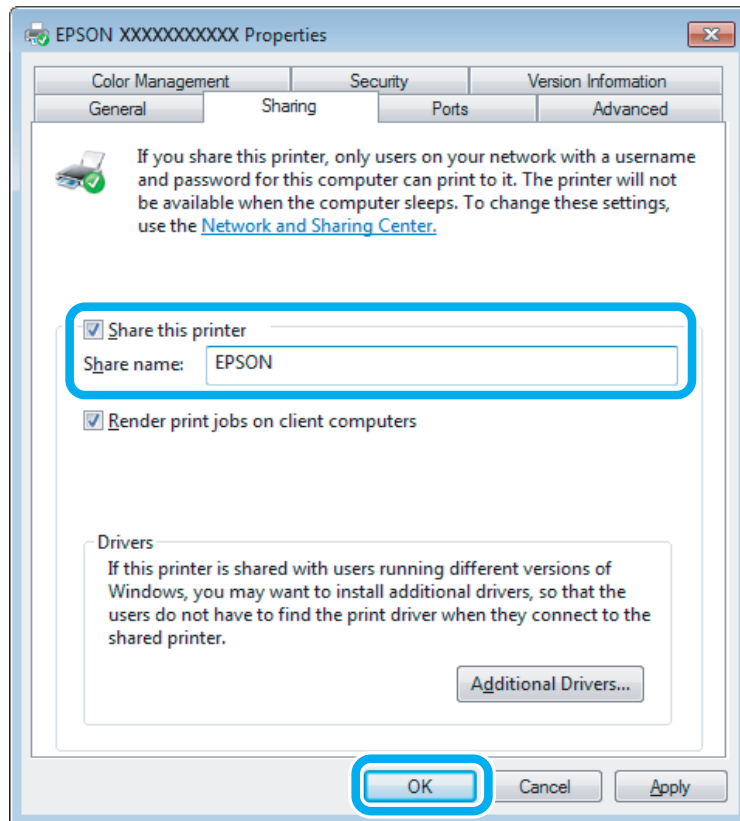 EPSON XXXXXXXXXXX Properties
Color Management Security Version Information
General Sharing Ports Advanced
If you share this printer, only users on your network with a username
and password for this computer can print to it. The printer will not
be available when the computer sleeps. To change these settings,
use the Network and Sharing Center.
Share this printer
Share name: EPSON
Render print jobs on client computers
Drivers
If this printer is shared with users running different versions of
Windows, you may want to install additional drivers, so that the
users do not have to find the print driver when they connect to the
shared printer.
Additional Drivers...
OK Cancel Apply